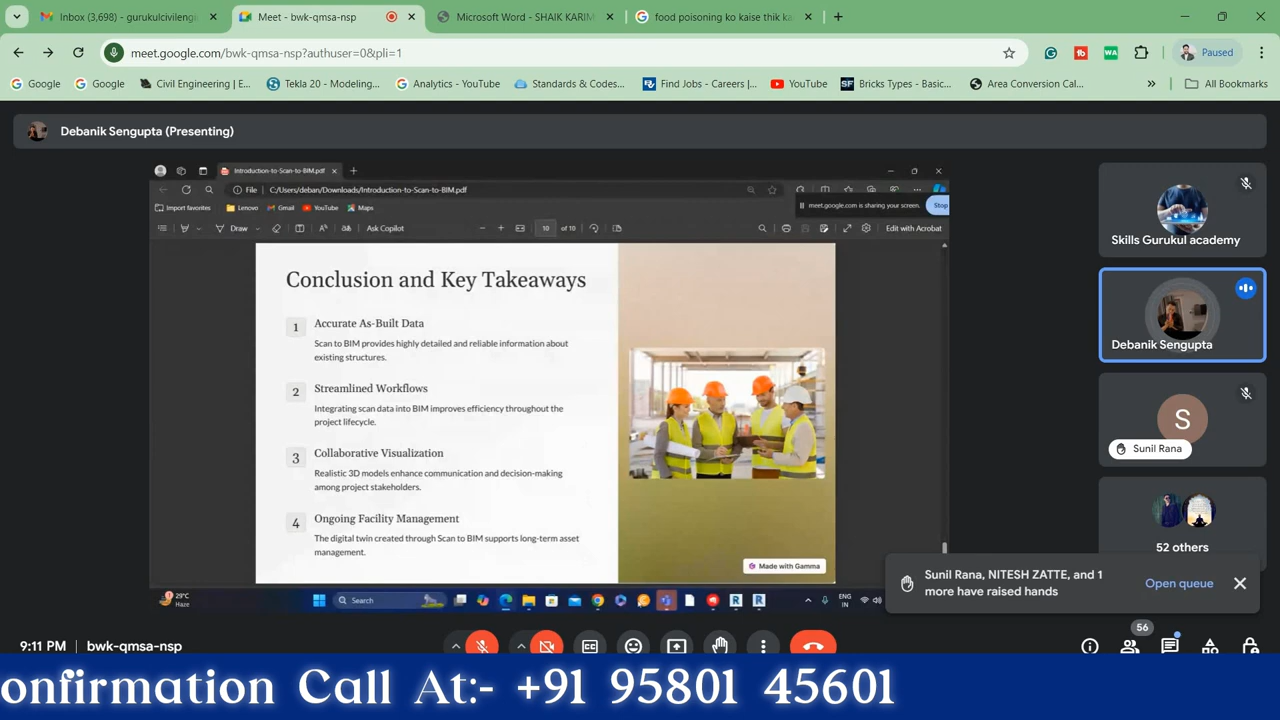 Inbox (3,698) - gurukulcivileng
Meet - bwk-qmsa-nsp
Microsoft Word - SHAIK KARIM
food poisoning ko kaise thik ka
meet.google.com/bwk-qmsa-nsp?authuser=0&pli=1
Paused
Google
Google
Civil Engineering | E...
Tekla 20 - Modeling...
Analytics - YouTube
Standards & Codes...
Find Jobs - Careers |...
YouTube
Bricks Types - Basic...
Area Conversion Cal...
All Bookmarks
Debanik Sengupta (Presenting)
Introduction-to-Scan-to-BIM.pdf
File
C:/Users/deban/Downloads/Introduction-to-Scan-to-BIM.pdf
Import favorites
Lenovo
Gmail
YouTube
Maps
meet.google.com is sharing your screen.
Stop
Draw
Ask Copilot
10 of 10
Edit with Acrobat
Conclusion and Key Takeaways
1
Accurate As-Built Data
Scan to BIM provides highly detailed and reliable information about
existing structures.
2
Streamlined Workflows
Integrating scan data into BIM improves efficiency throughout the
project lifecycle.
3
Collaborative Visualization
Realistic 3D models enhance communication and decision-making
among project stakeholders.
4
Ongoing Facility Management
The digital twin created through Scan to BIM supports long-term asset
management.
Made with Gamma
29°C
Haze
Search
ENG
IN
Skills Gurukul academy
Debanik Sengupta
S
Sunil Rana
52 others
Sunil Rana, NITESH ZATTE, and 1
more have raised hands
Open queue
56
9:11 PM
bwk-qmsa-nsp
onfirmation Call At:- +91 95801 45601